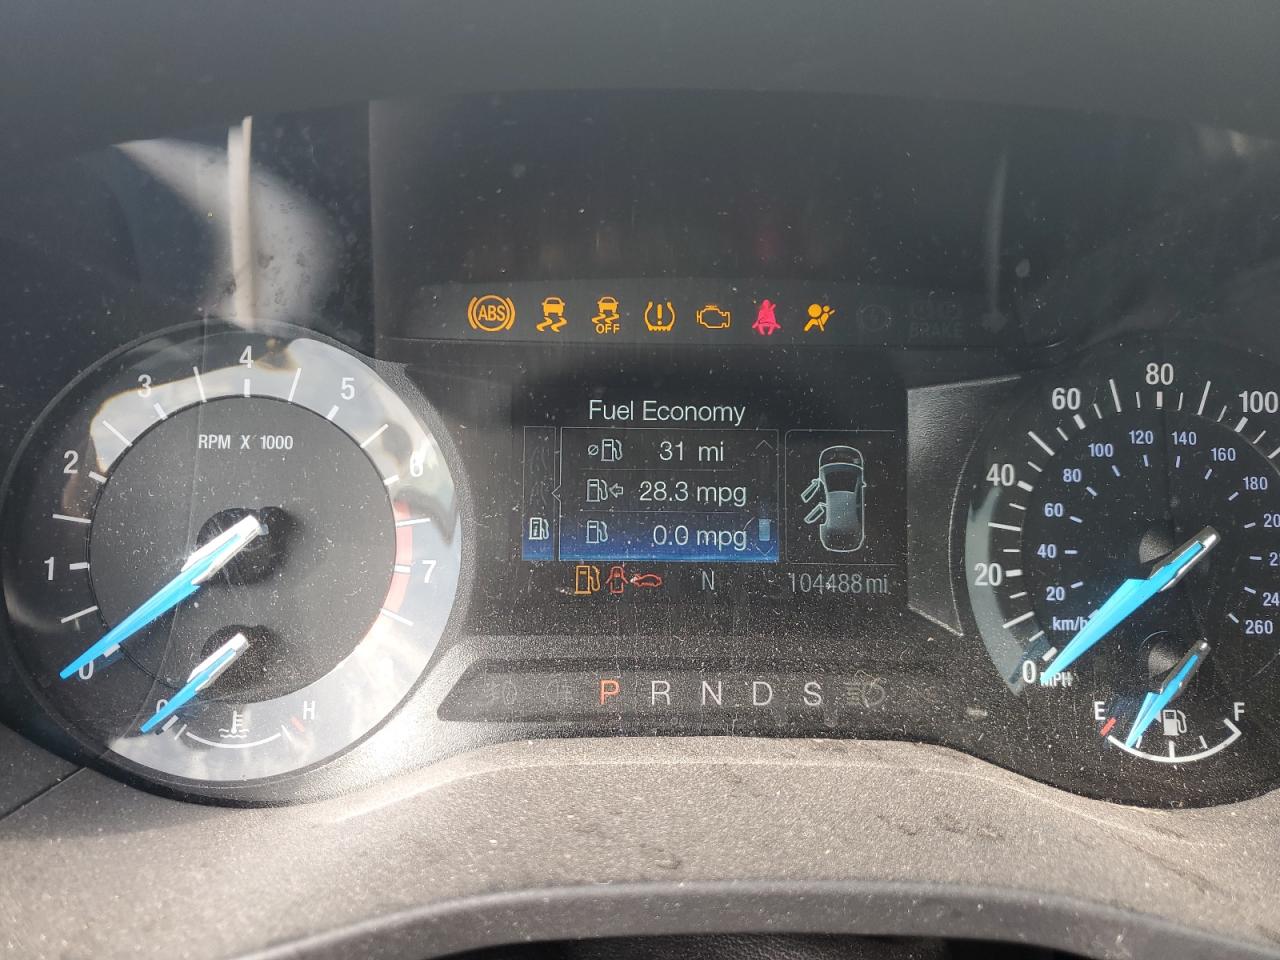 ABS
OFF
BRAKE
1 2 3 4 5 6 7
RPM X 1000
0
H
Fuel Economy
31 mi
28.3 mpg
0.0 mpg
N
104488mi
P R N D S
0 20 40 60 80 100
MPH
20 40 60 80 100 120 140 160 180
260
km/h
E F